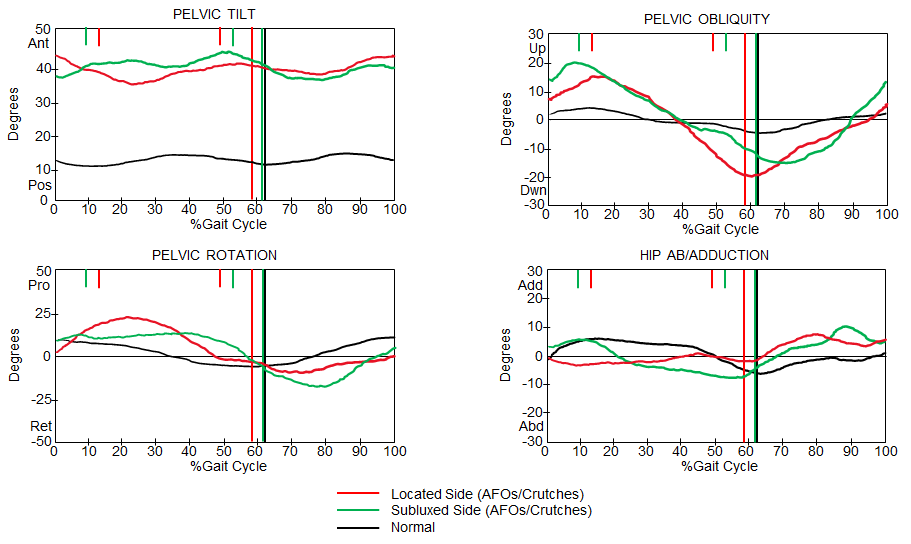 PELVIC TILT
50
Ant
40
30
20
10
Pos
0
Degrees
0 10 20 30 40 50 60 70 80 90 100
%Gait Cycle
PELVIC OBLIQUITY
30
Up
20
10
0
-10
-20
Dwn
-30
Degrees
0 10 20 30 40 50 60 70 80 90 100
%Gait Cycle
PELVIC ROTATION
50
Pro
25
0
-25
Ret
-50
Degrees
0 10 20 30 40 50 60 70 80 90 100
%Gait Cycle
HIP AB/ADDUCTION
30
Add
20
10
0
-10
-20
Abd
-30
Degrees
0 10 20 30 40 50 60 70 80 90 100
%Gait Cycle
Located Side (AFOs/Crutches)
Subluxed Side (AFOs/Crutches)
Normal